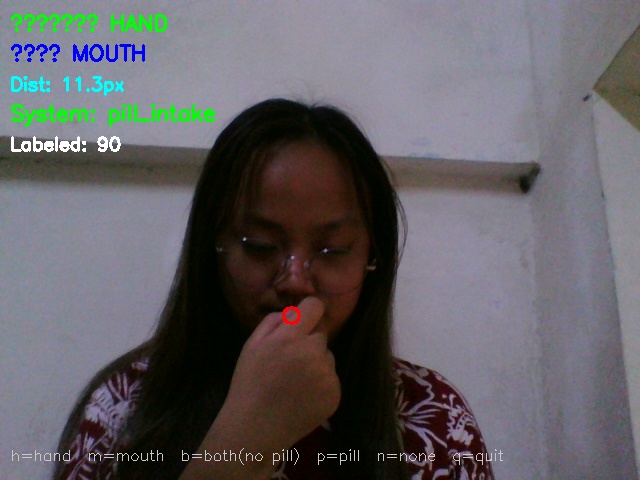 ??????? HAND
???? MOUTH
Dist: 11.3px
System: pill_intake
Labeled: 90
h=hand m=mouth b=both(no pill) p=pill n=none q=quit